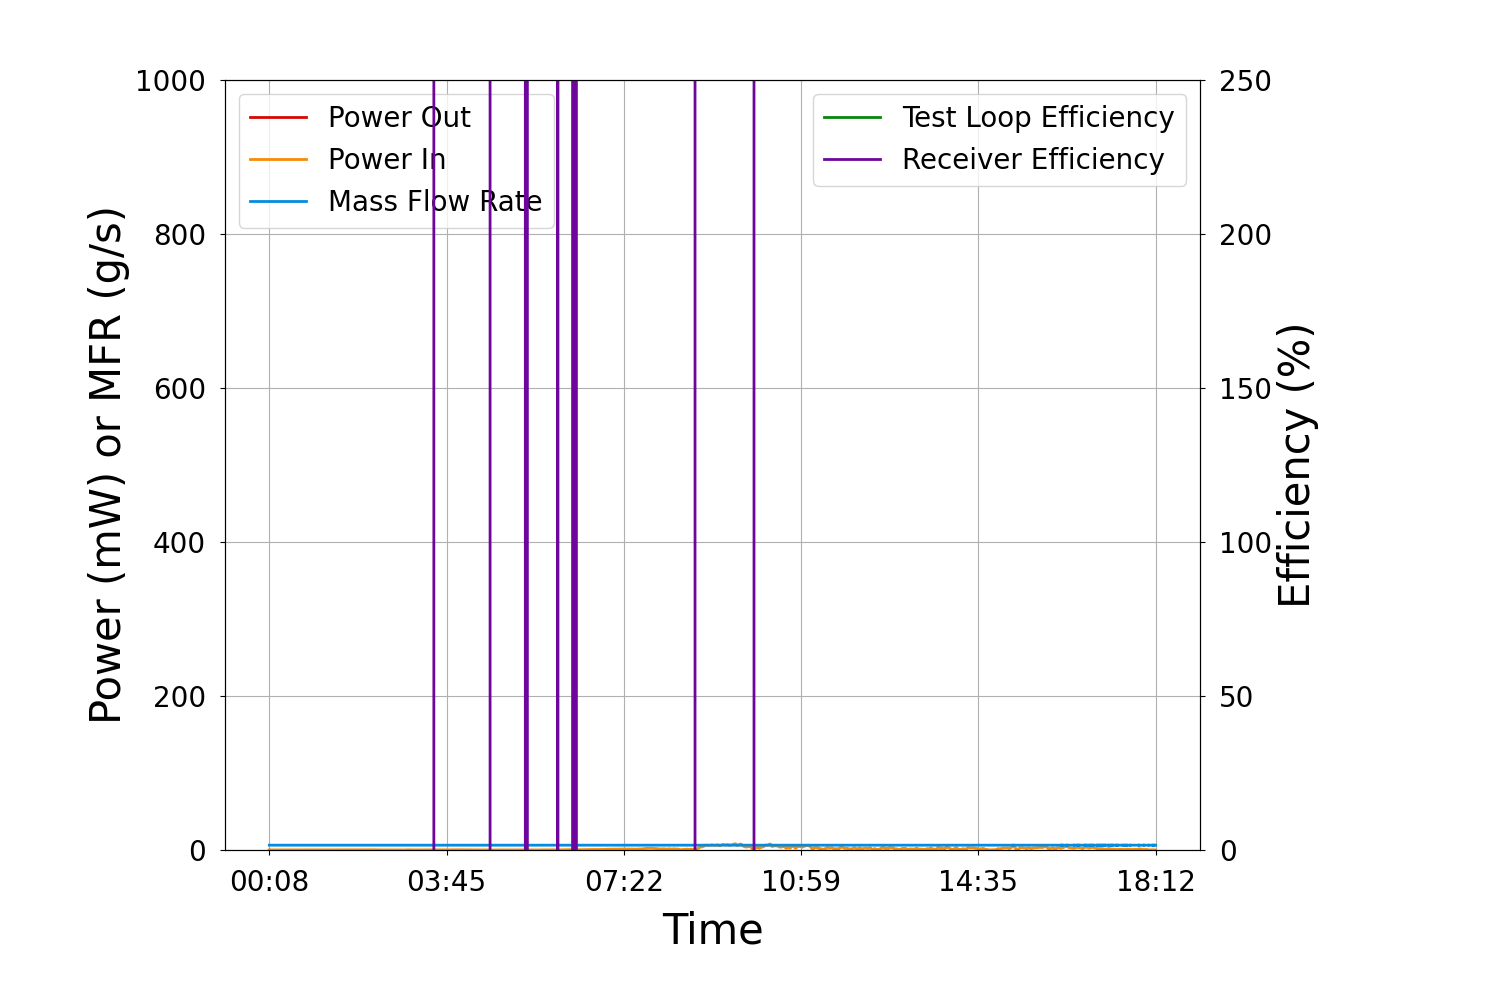 1000
800
600
400
200
0
Power (mW) or MFR (g/s)
Power Out
Power In
Mass Flow Rate
Test Loop Efficiency
Receiver Efficiency
250
200
150
100
50
0
Efficiency (%)
00:08 03:45 07:22 10:59 14:35 18:12
Time